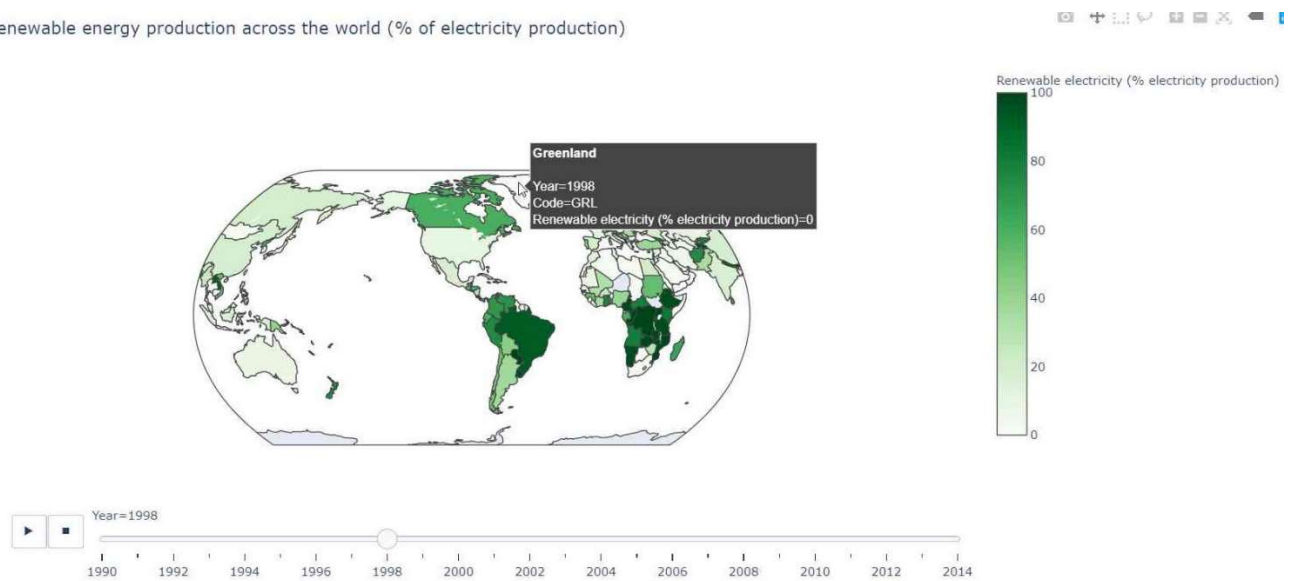 enewable energy production across the world (% of electricity production)
Renewable electricity (% electricity production)
100
80
60
40
20
0
Greenland
Year=1998
Code=GRL
Renewable electricity (% electricity production)=0
Year=1998
1990 1992 1994 1996 1998 2000 2002 2004 2006 2008 2010 2012 2014